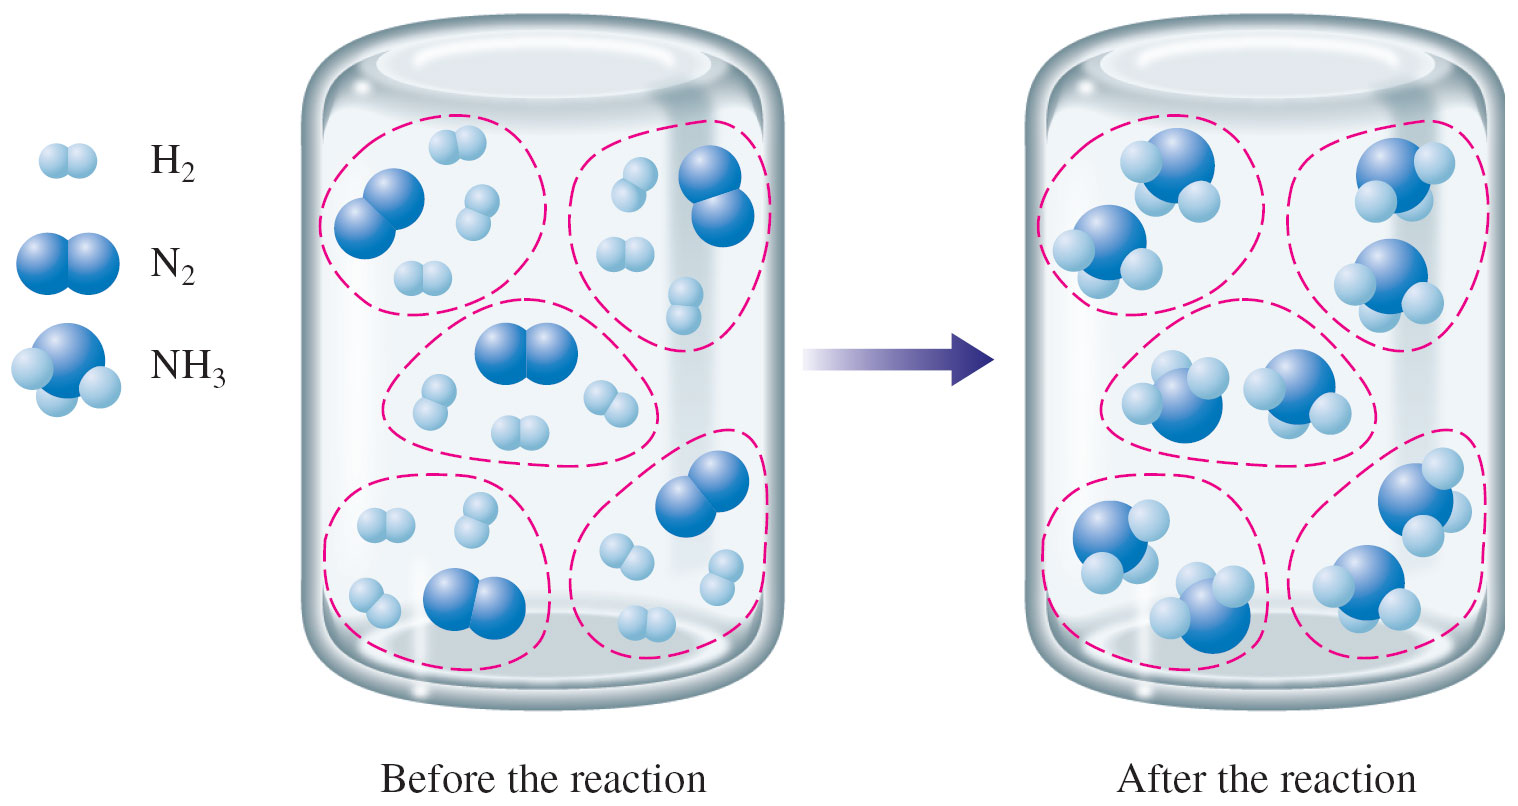 H₂
N₂
NH₃
Before the reaction
After the reaction